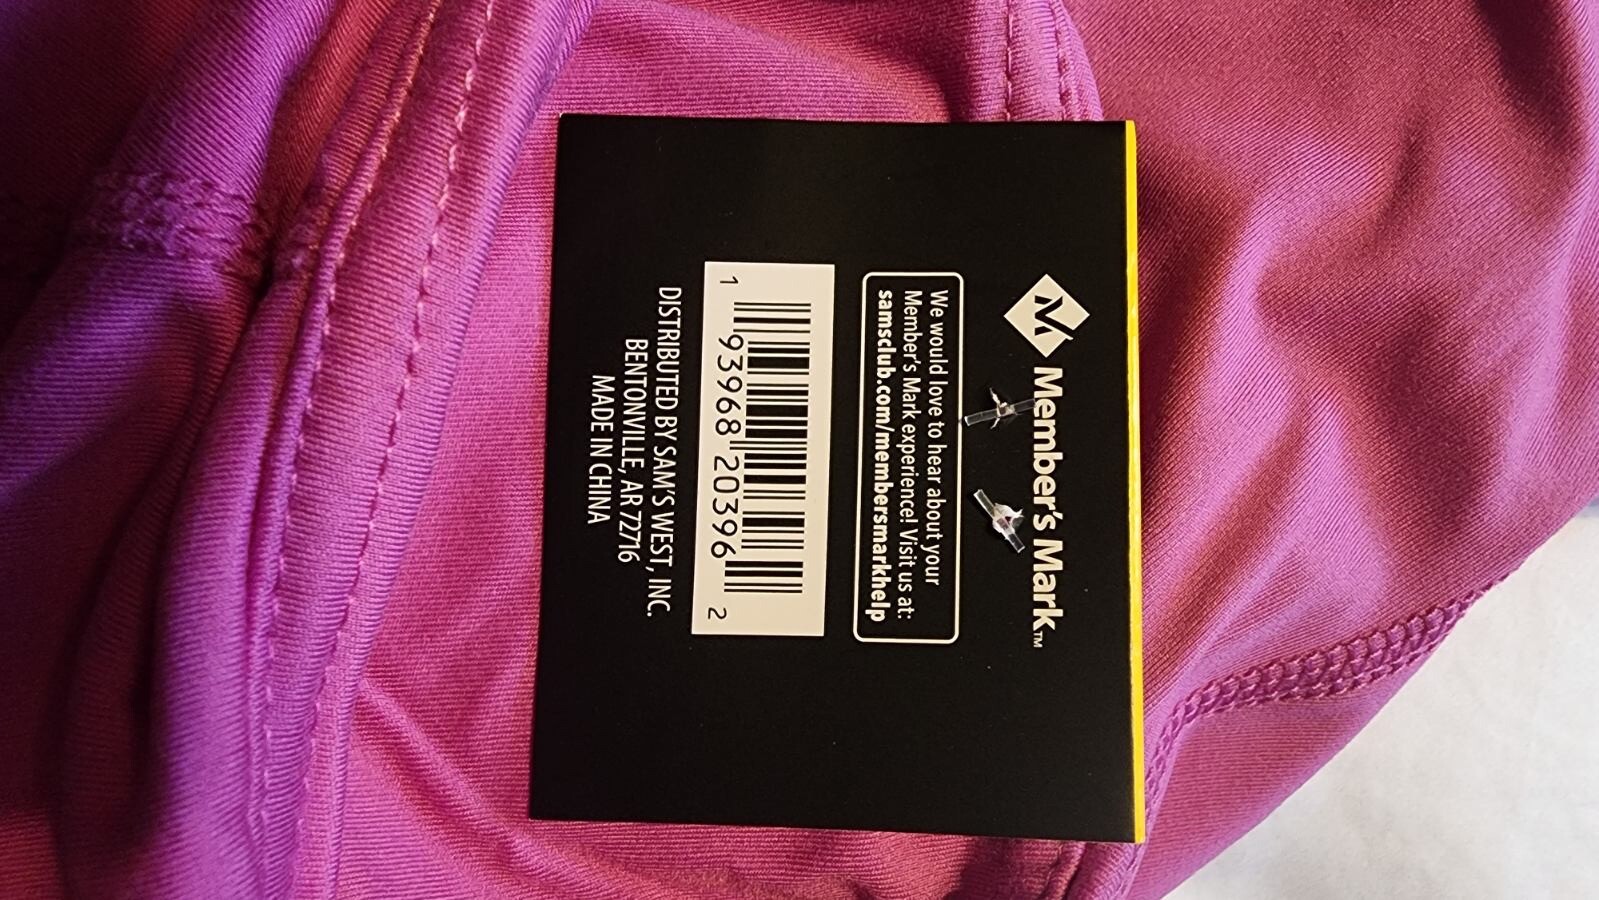 Member's Mark™
We would love to hear about your
Member's Mark experience! Visit us at:
samsclub.com/membersmarkhelp
1 93968 20396 2
DISTRIBUTED BY SAM'S WEST, INC.
BENTONVILLE, AR 72716
MADE IN CHINA